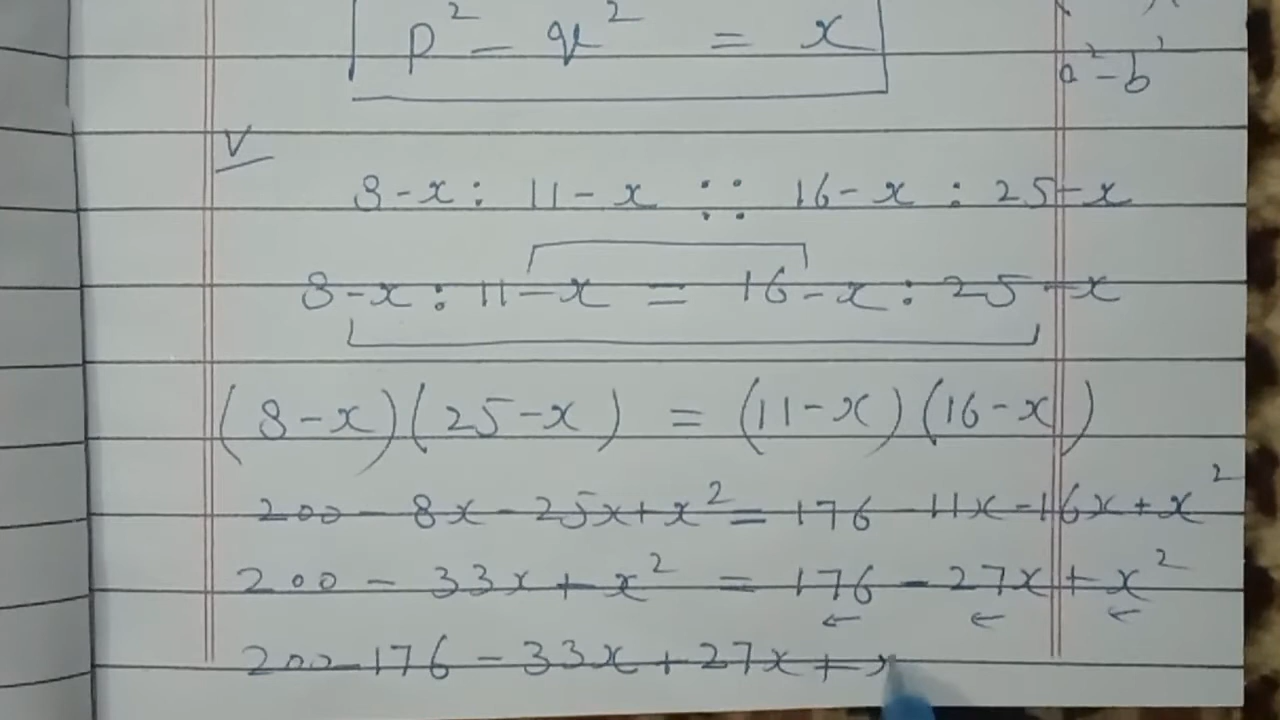 p² - q² = x
a² - b²
V
8 - x : 11 - x :: 16 - x : 25 - x
8 - x : 11 - x = 16 - x : 25 - x
(8 - x)(25 - x) = (11 - x)(16 - x)
200 - 8x - 25x + x² = 176 - 11x - 16x + x²
200 - 33x + x² = 176 - 27x + x²
← ← ←
200 - 176 - 33x + 27x + x